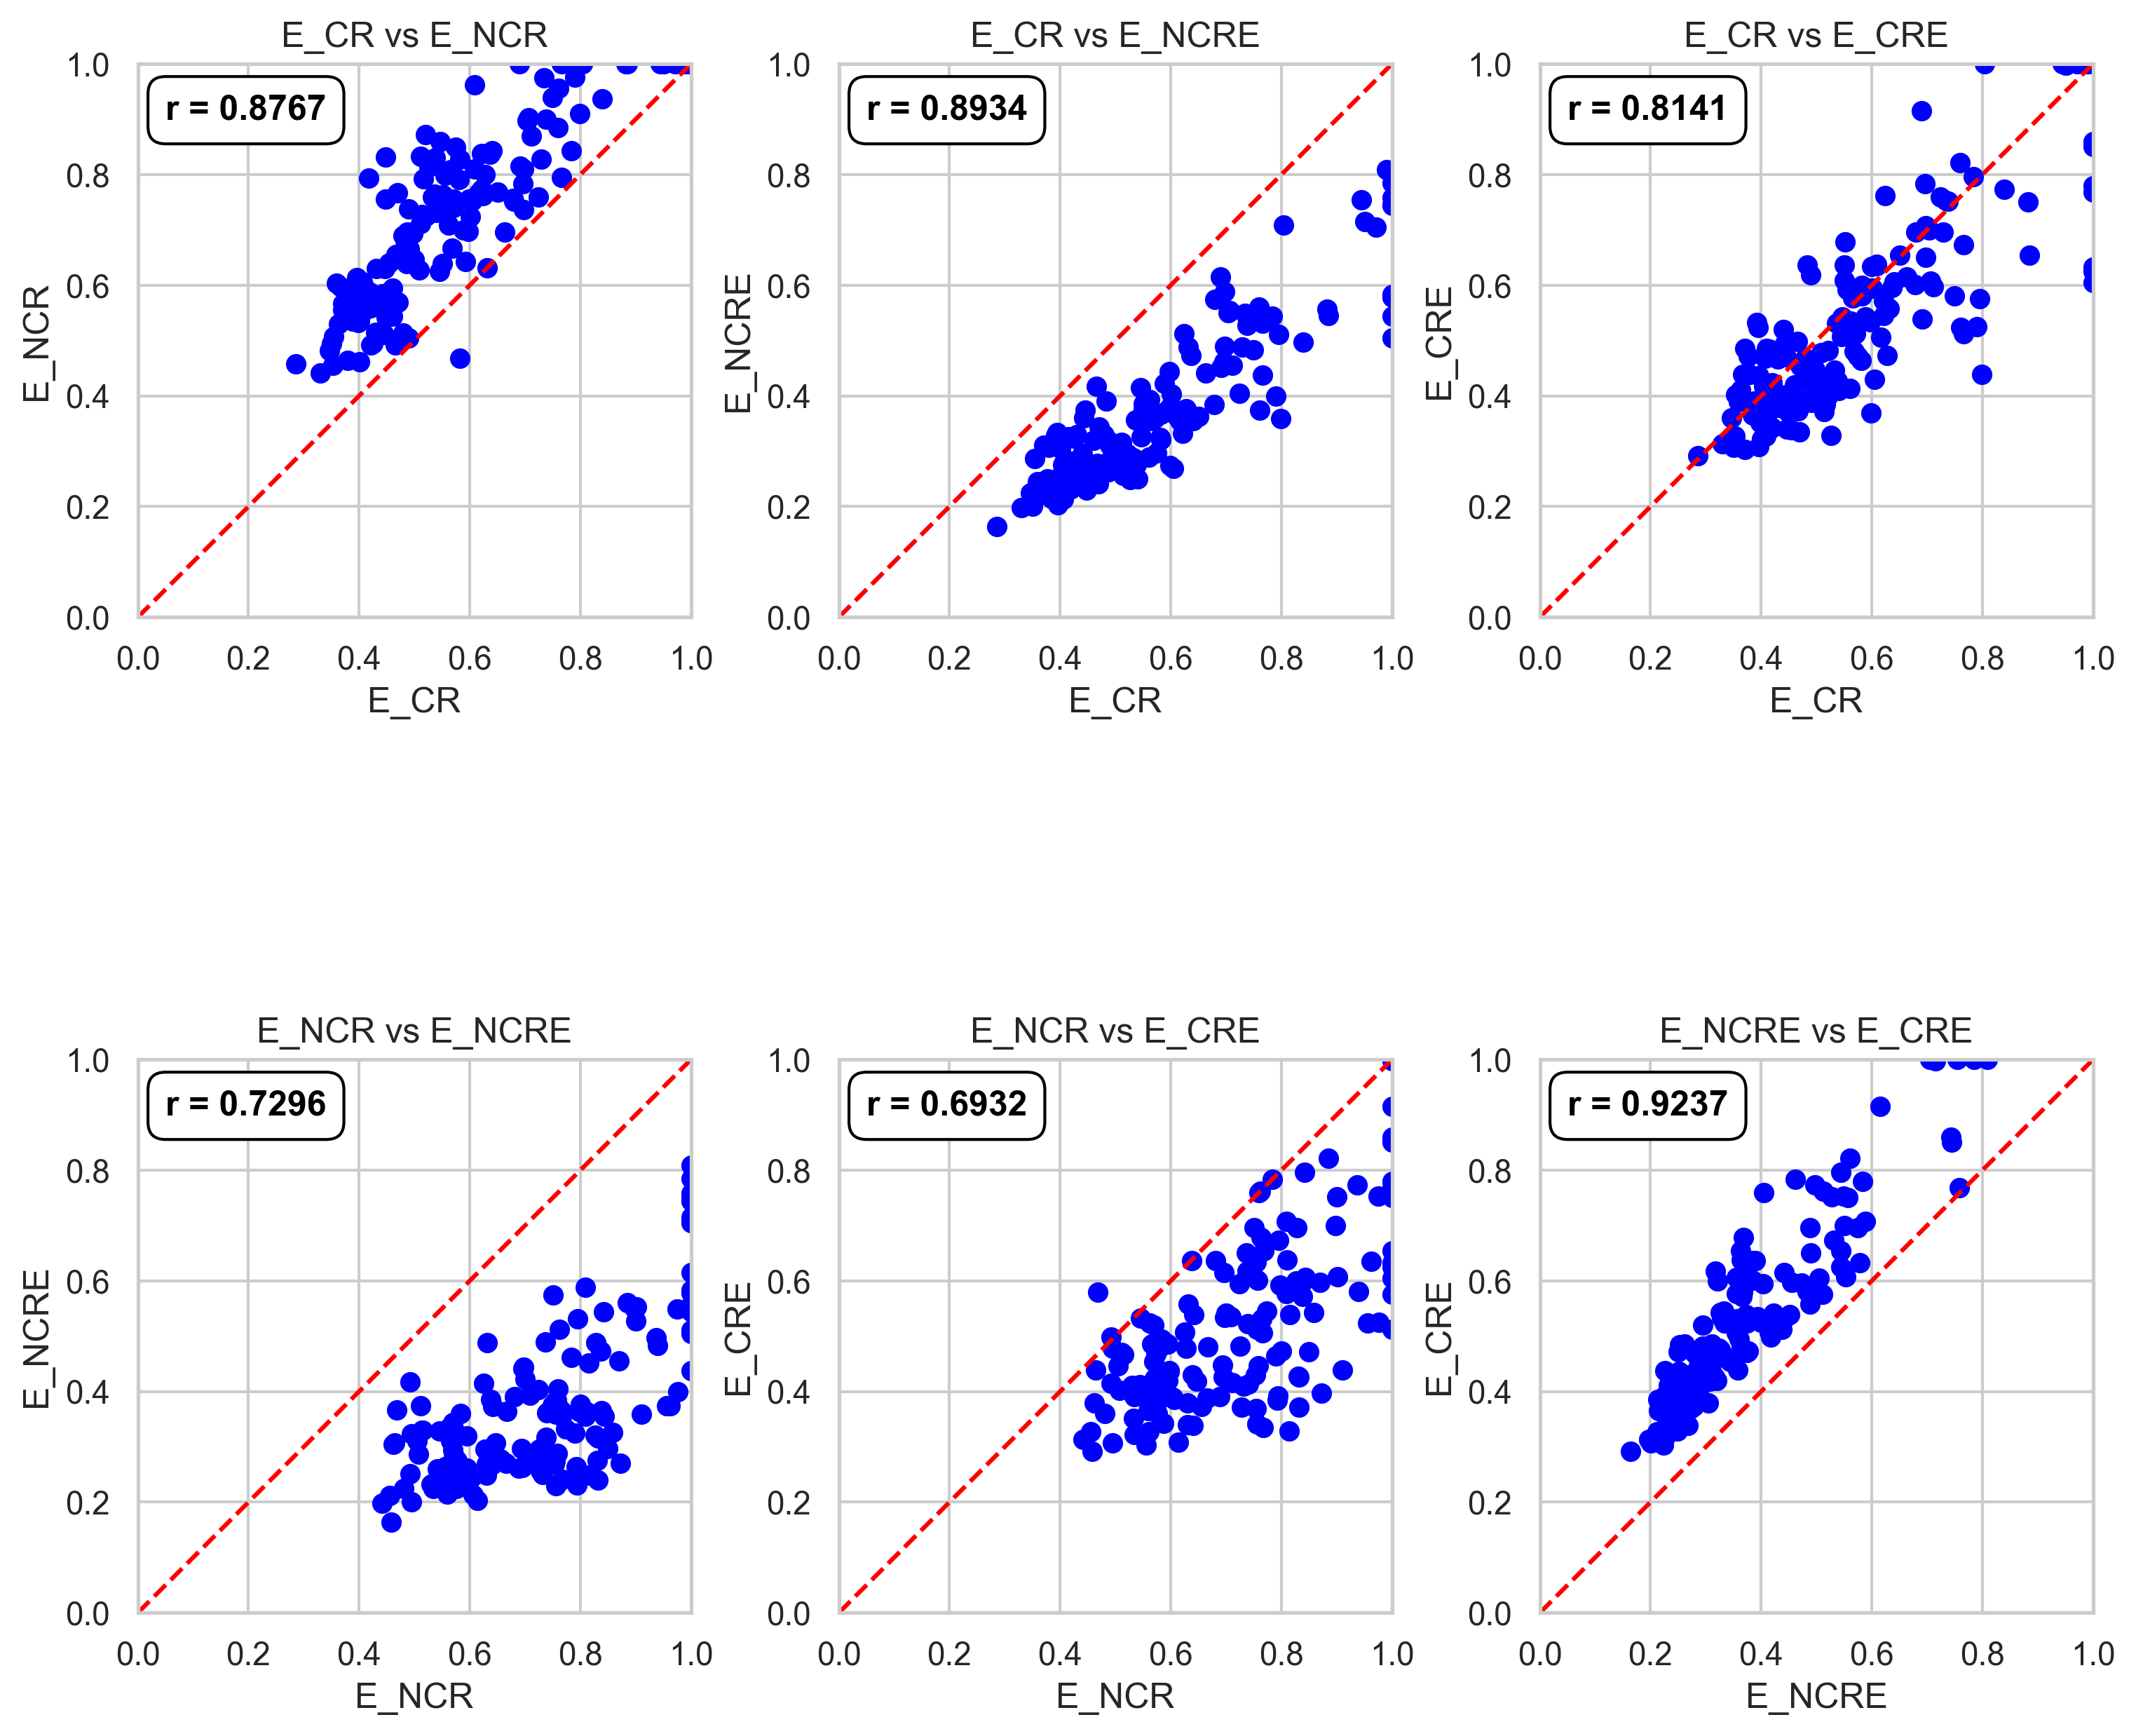 E_CR vs E_NCR
1.0
0.8
0.6
0.4
0.2
0.0
E_NCR
r = 0.8767
0.0 0.2 0.4 0.6 0.8 1.0
E_CR
E_CR vs E_NCRE
1.0
0.8
0.6
0.4
0.2
0.0
E_NCRE
r = 0.8934
0.0 0.2 0.4 0.6 0.8 1.0
E_CR
E_CR vs E_CRE
1.0
0.8
0.6
0.4
0.2
0.0
E_CRE
r = 0.8141
0.0 0.2 0.4 0.6 0.8 1.0
E_CR
E_NCR vs E_NCRE
1.0
0.8
0.6
0.4
0.2
0.0
E_NCRE
r = 0.7296
0.0 0.2 0.4 0.6 0.8 1.0
E_NCR
E_NCR vs E_CRE
1.0
0.8
0.6
0.4
0.2
0.0
E_CRE
r = 0.6932
0.0 0.2 0.4 0.6 0.8 1.0
E_NCR
E_NCRE vs E_CRE
1.0
0.8
0.6
0.4
0.2
0.0
E_CRE
r = 0.9237
0.0 0.2 0.4 0.6 0.8 1.0
E_NCRE